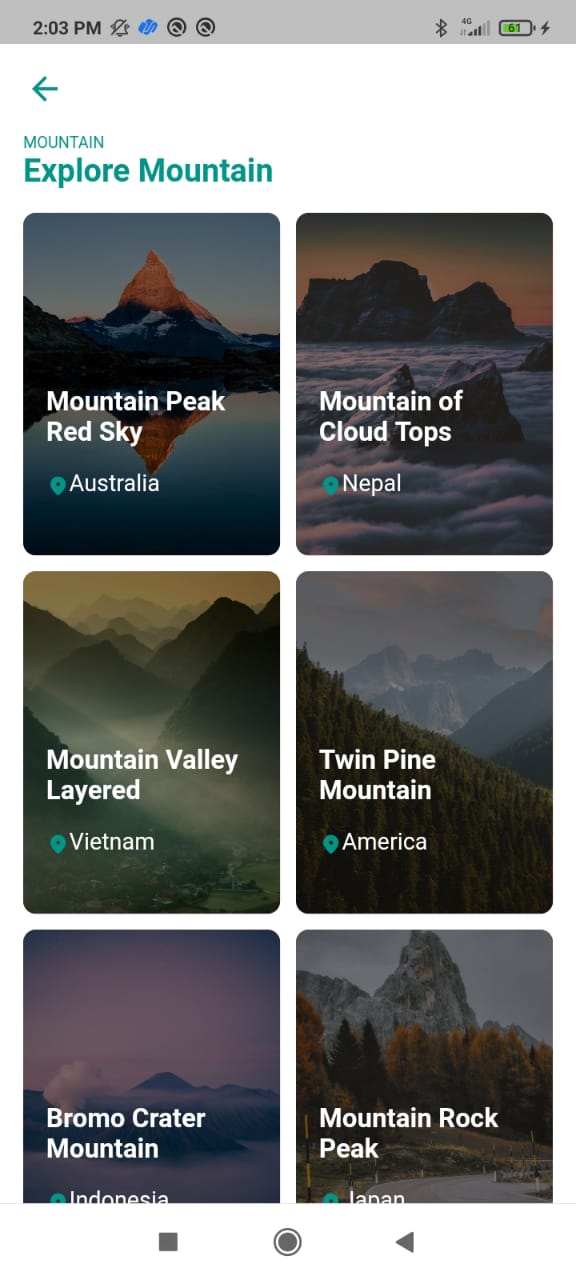 2:03 PM
4G
61
MOUNTAIN
Explore Mountain
Mountain Peak
Red Sky
Australia
Mountain of
Cloud Tops
Nepal
Mountain Valley
Layered
Vietnam
Twin Pine
Mountain
America
Bromo Crater
Mountain
Indonesia
Mountain Rock
Peak
Japan